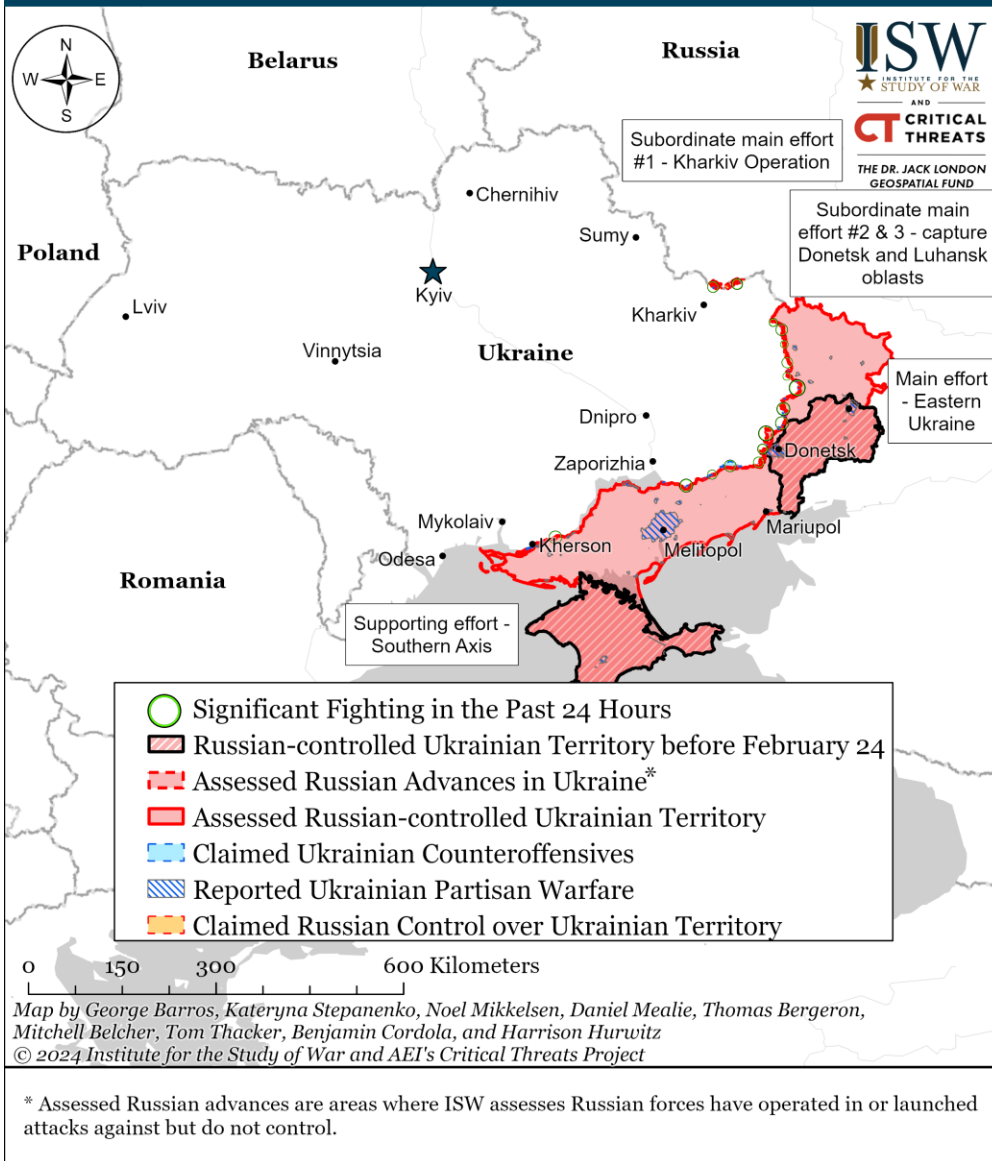 N
W
E
S
Belarus
Russia
ISW
INSTITUTE FOR THE
STUDY OF WAR
AND
CT CRITICAL
THREATS
THE DR. JACK LONDON
GEOSPATIAL FUND
Subordinate main effort
#1 - Kharkiv Operation
Subordinate main
effort #2 & 3 - capture
Donetsk and Luhansk
oblasts
Chernihiv
Sumy
Poland
Kyiv
Lviv
Kharkiv
Vinnytsia
Ukraine
Main effort
- Eastern
Ukraine
Dnipro
Donetsk
Zaporizhia
Mykolaiv
Mariupol
Kherson
Melitopol
Odesa
Romania
Supporting effort -
Southern Axis
Significant Fighting in the Past 24 Hours
Russian-controlled Ukrainian Territory before February 24
Assessed Russian Advances in Ukraine*
Assessed Russian-controlled Ukrainian Territory
Claimed Ukrainian Counteroffensives
Reported Ukrainian Partisan Warfare
Claimed Russian Control over Ukrainian Territory
0 150 300 600 Kilometers
Map by George Barros, Kateryna Stepanenko, Noel Mikkelsen, Daniel Mealie, Thomas Bergeron,
Mitchell Belcher, Tom Thacker, Benjamin Cordola, and Harrison Hurwitz
© 2024 Institute for the Study of War and AEI's Critical Threats Project
* Assessed Russian advances are areas where ISW assesses Russian forces have operated in or launched
attacks against but do not control.